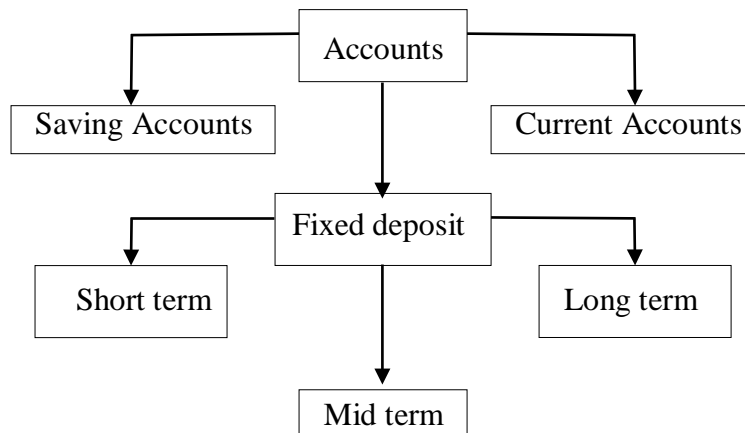 Accounts
Saving Accounts
Current Accounts
Fixed deposit
Short term
Long term
Mid term